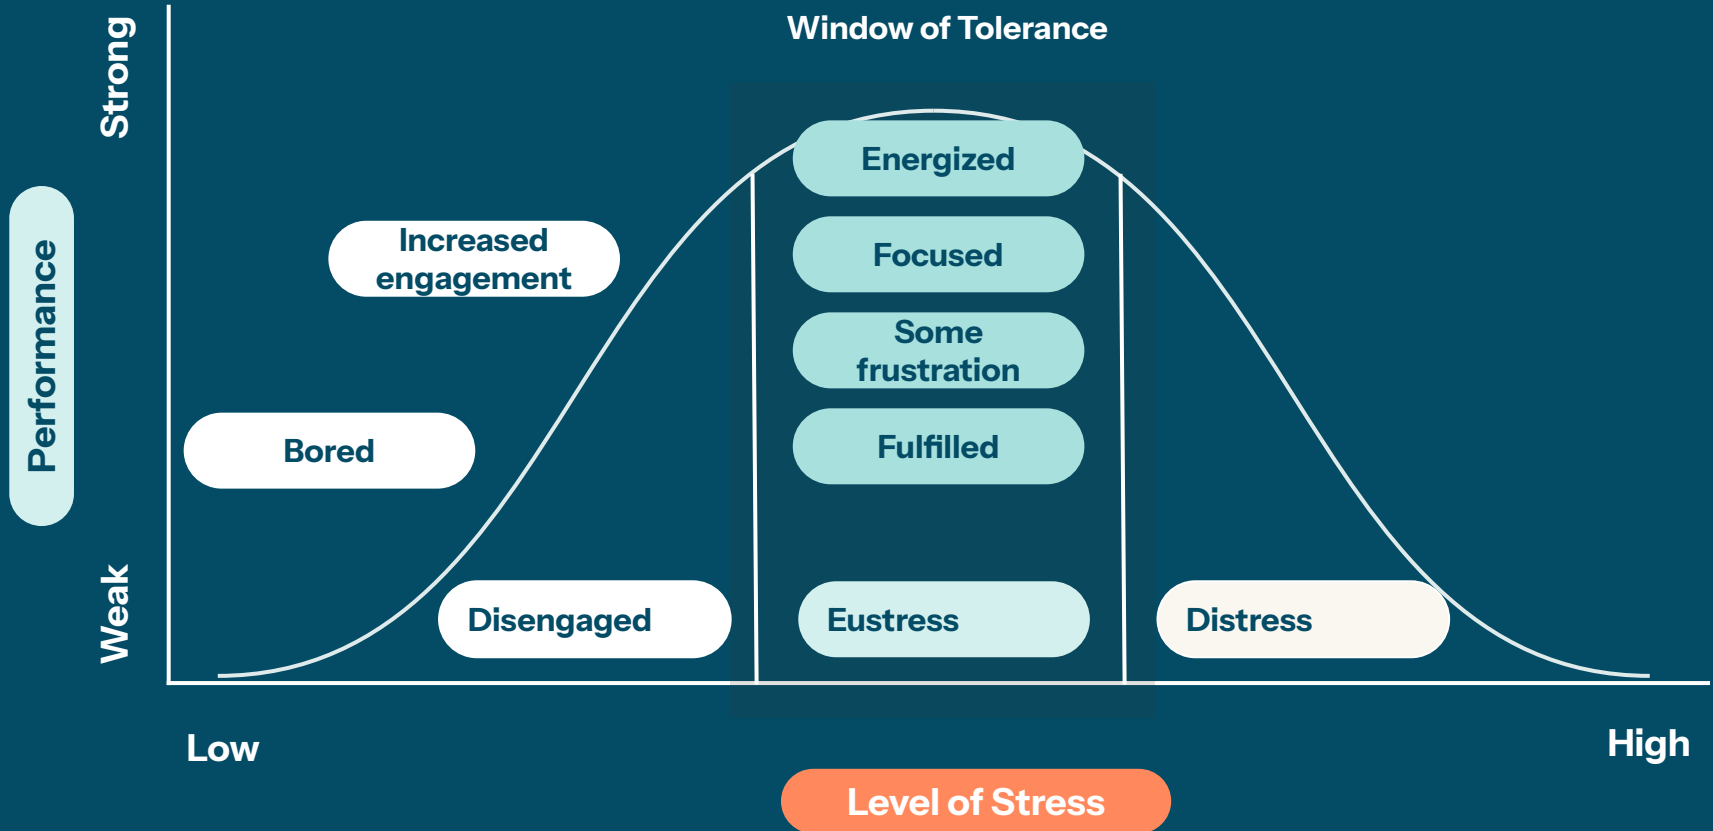 Window of Tolerance
Strong
Performance
Weak
Increased
engagement
Bored
Disengaged
Energized
Focused
Some
frustration
Fulfilled
Eustress
Distress
Low
High
Level of Stress